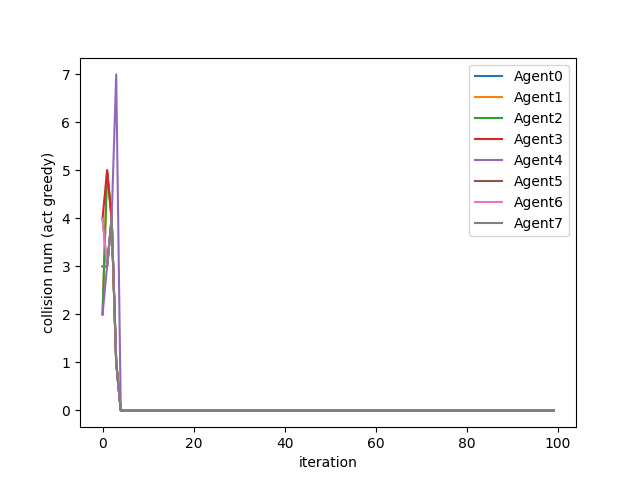 7
6
5
4
3
2
1
0
collision num (act greedy)
0 20 40 60 80 100
iteration
Agent0
Agent1
Agent2
Agent3
Agent4
Agent5
Agent6
Agent7